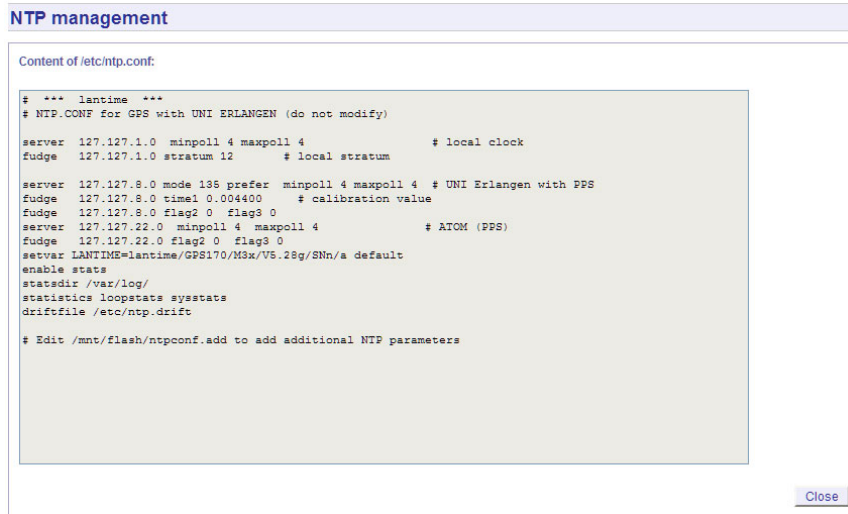 NTP management
Content of /etc/ntp.conf:
# *** lantime ***
# NTP.CONF for GPS with UNI ERLANGEN (do not modify)
server 127.127.1.0 minpoll 4 maxpoll 4 # local clock
fudge 127.127.1.0 stratum 12 # local stratum
server 127.127.8.0 mode 135 prefer minpoll 4 maxpoll 4 # UNI Erlangen with PPS
fudge 127.127.8.0 time1 0.004400 # calibration value
fudge 127.127.8.0 flag2 0 flag3 0
server 127.127.22.0 minpoll 4 maxpoll 4 # ATOM (PPS)
fudge 127.127.22.0 flag2 0 flag3 0
setvar LANTIME=lantime/GPS170/M3x/V5.28g/SNn/a default
enable stats
statsdir /var/log/
statistics loopstats sysstats
driftfile /etc/ntp.drift
# Edit /mnt/flash/ntpconf.add to add additional NTP parameters
Close